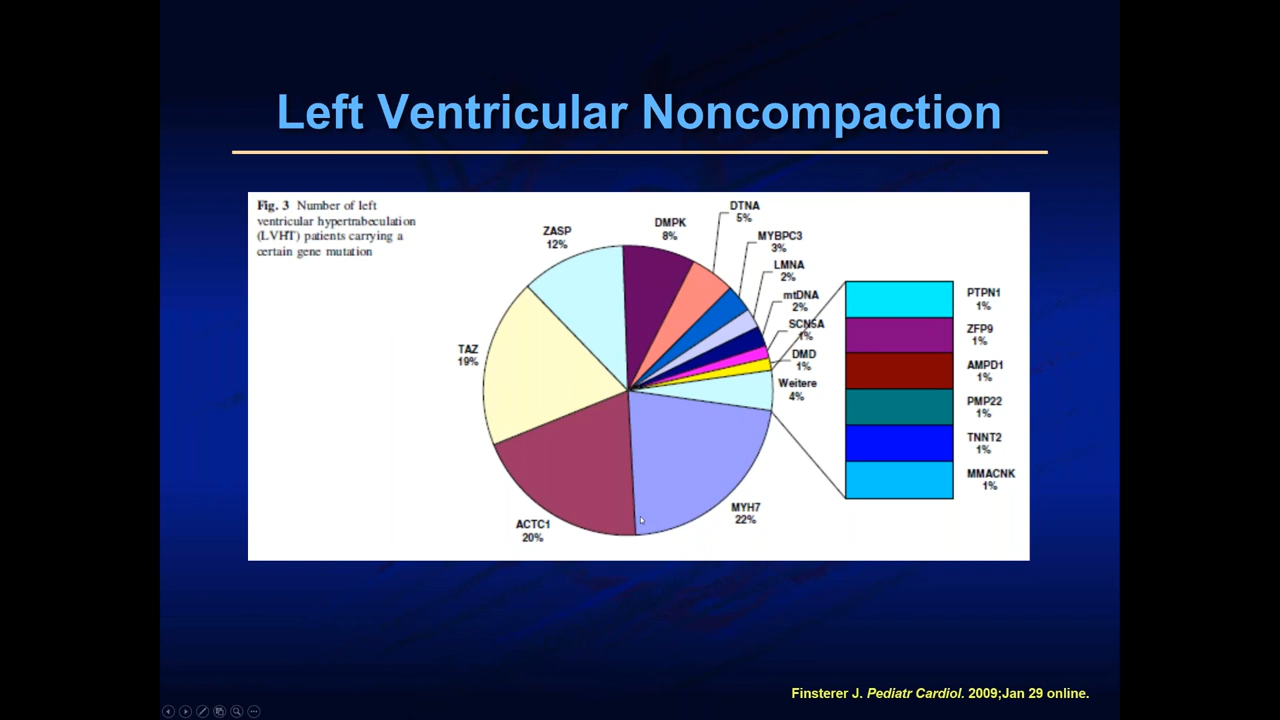 Left Ventricular Noncompaction
Fig. 3 Number of left
ventricular hypertrabeculation
(LVHT) patients carrying a
certain gene mutation
ZASP
12%
DMPK
8%
DTNA
5%
MYBPC3
3%
LMNA
2%
mtDNA
2%
SCN5A
1%
DMD
1%
Weitere
4%
TAZ
19%
ACTC1
20%
MYH7
22%
PTPN1
1%
ZFP9
1%
AMPD1
1%
PMP22
1%
TNNT2
1%
MMACNK
1%
Finsterer J. Pediatr Cardiol. 2009;Jan 29 online.